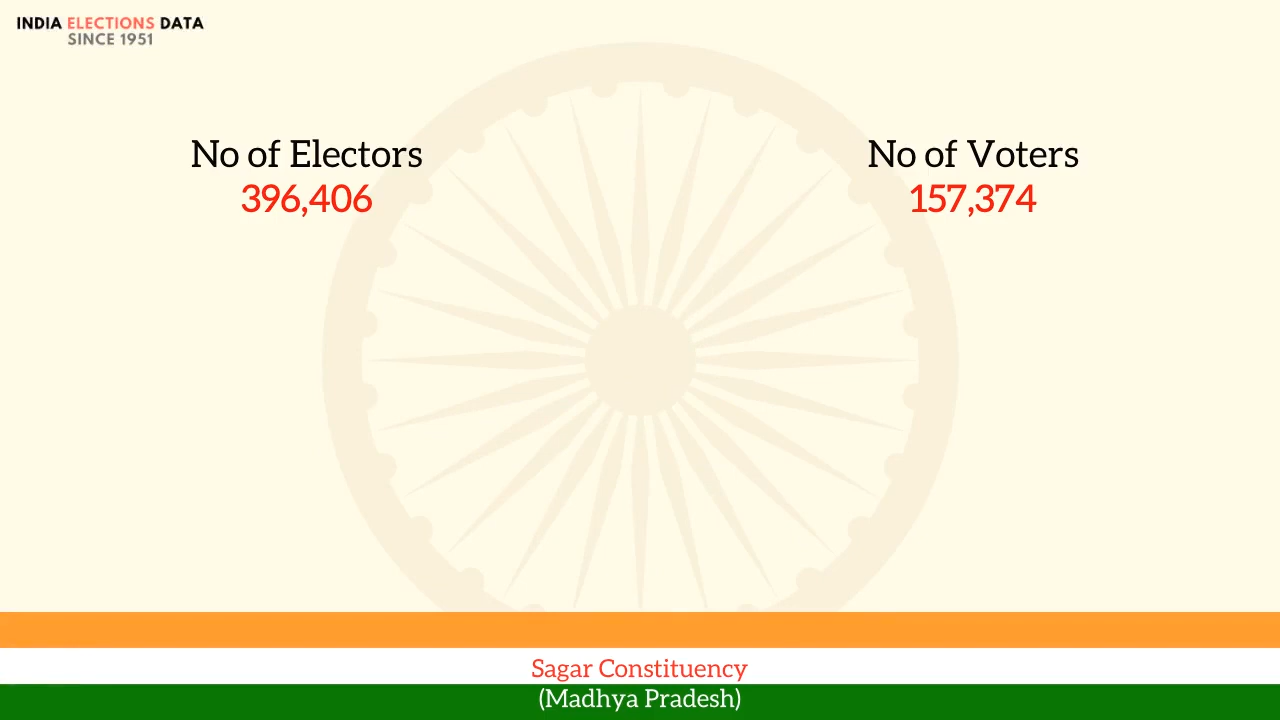 INDIA ELECTIONS DATA
SINCE 1951
No of Electors
396,406
No of Voters
157,374
Sagar Constituency
(Madhya Pradesh)